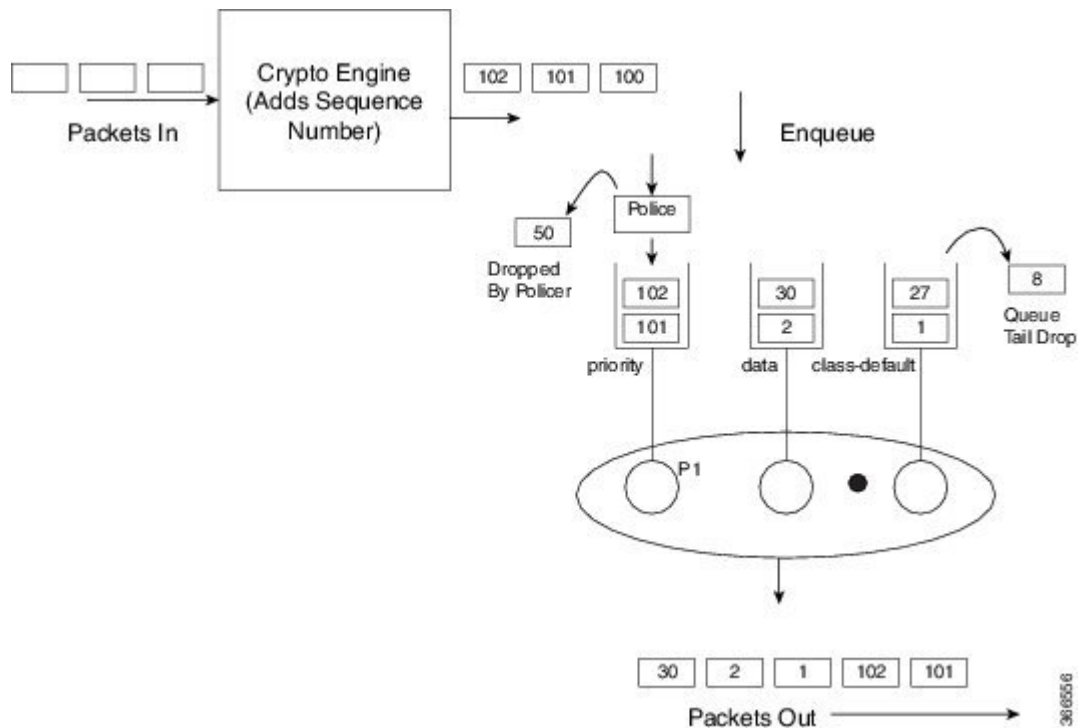 Crypto Engine
(Adds Sequence
Number)
102 101 100
Packets In
Enqueue
Police
50
Dropped
By Policer
8
Queue
Tail Drop
102 30 27
101 2 1
priority data class-default
P1
30 2 1 102 101
Packets Out
366556